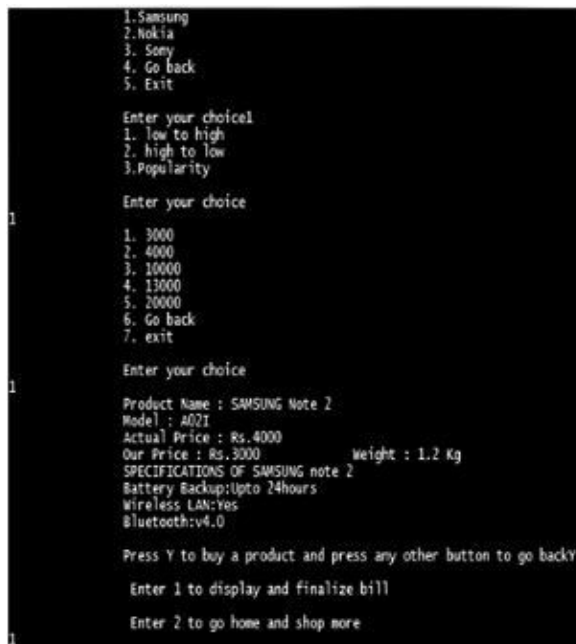 1.Samsung
2.Nokia
3. Sony
4. Go back
5. Exit
Enter your choice1
1. low to high
2. high to low
3.Popularity
Enter your choice
1
1. 3000
2. 4000
3. 10000
4. 13000
5. 20000
6. Go back
7. exit
Enter your choice
1
Product Name : SAMSUNG Note 2
Model : A02I
Actual Price : Rs.4000
Our Price : Rs.3000 Weight : 1.2 Kg
SPECIFICATIONS OF SAMSUNG note 2
Battery Backup:Upto 24hours
Wireless LAN:Yes
Bluetooth:v4.0
Press Y to buy a product and press any other button to go backY
Enter 1 to display and finalize bill
Enter 2 to go home and shop more
1